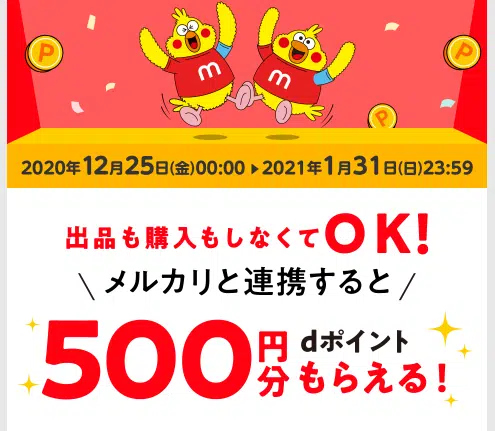 P
P
P
m
m
2020年12月25日(金)00:00 ▶ 2021年1月31日(日)23:59
出品も購入もしなくてOK!
\ メルカリと連携すると /
500円分 dポイント
もらえる!